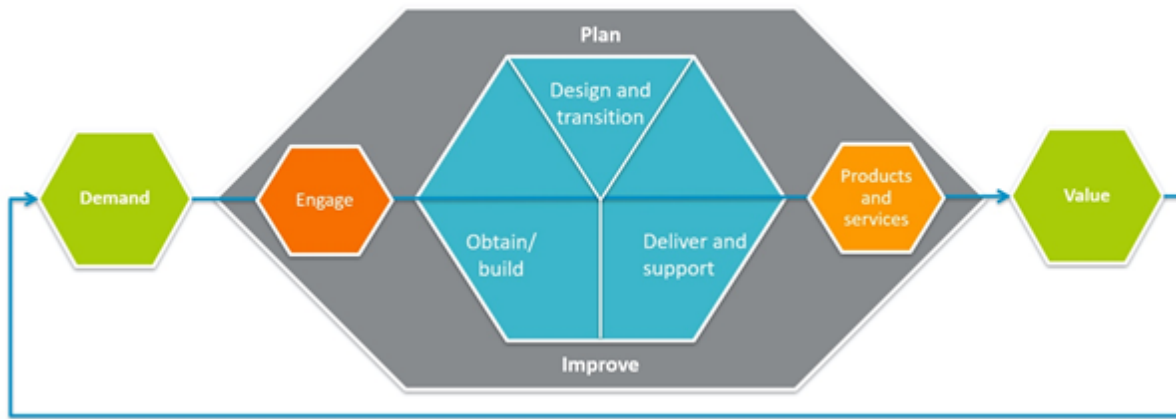 Plan
Design and
transition
Demand
Engage
Products
and
services
Value
Obtain/
build
Deliver and
support
Improve